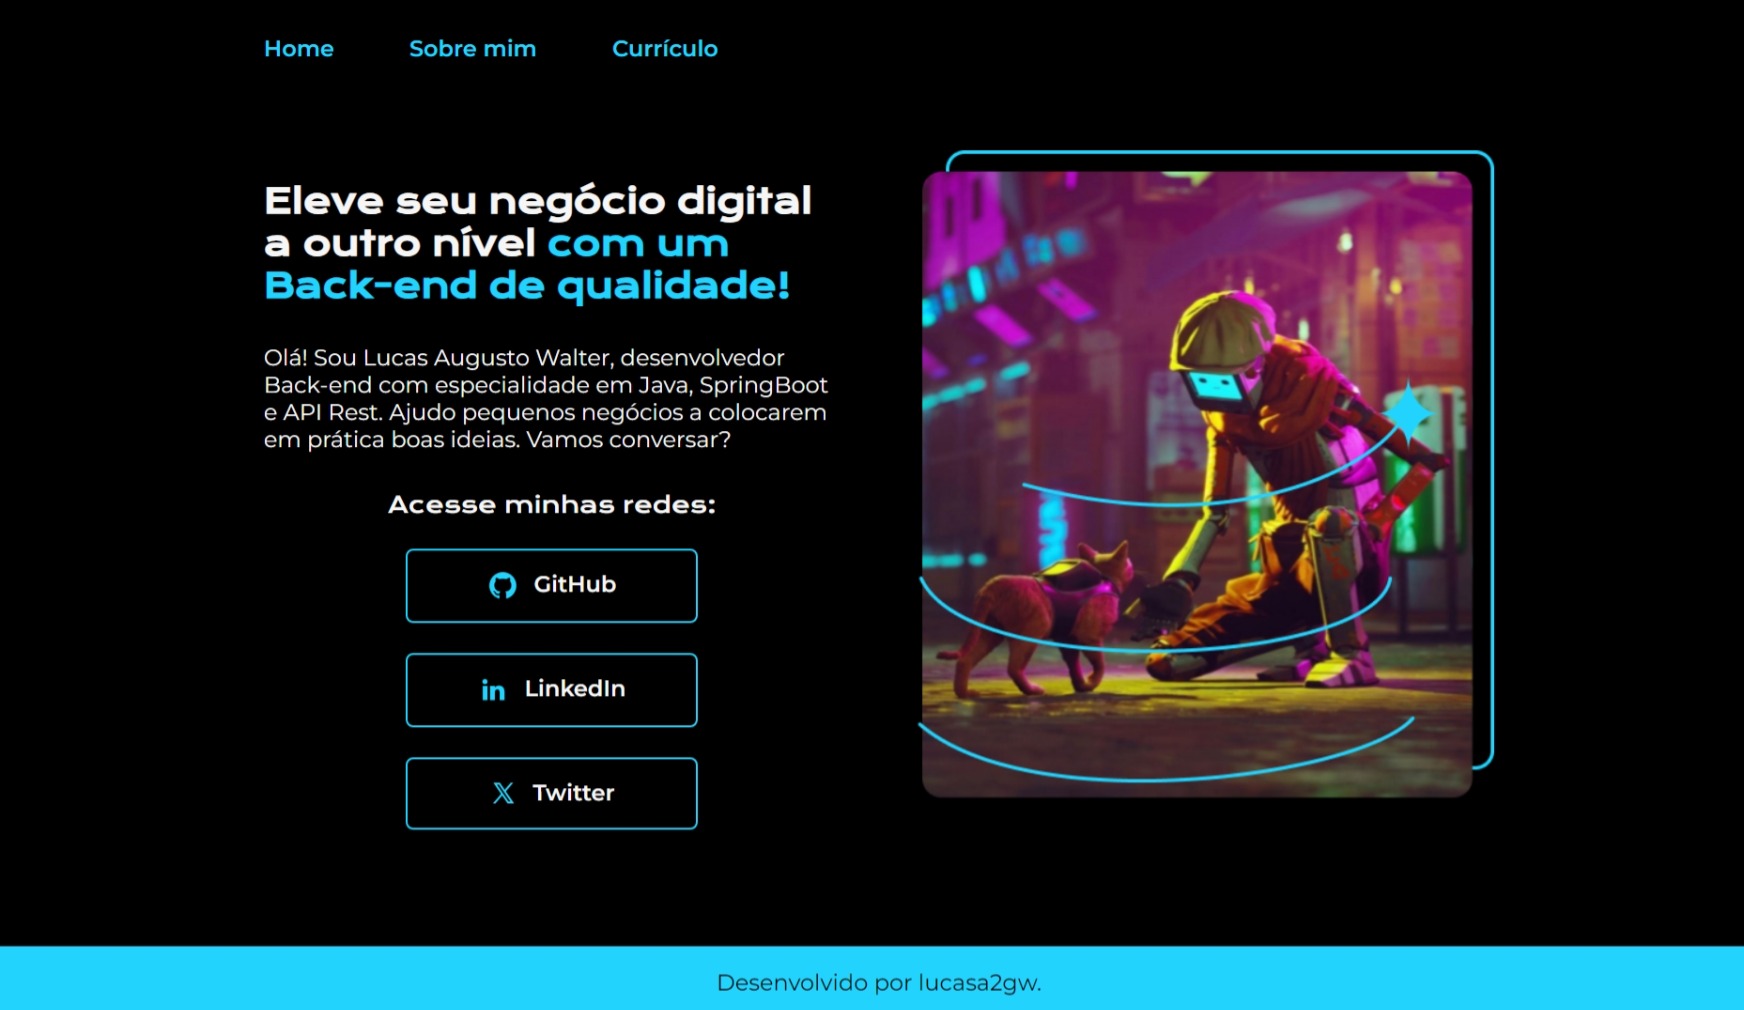 Home Sobre mim Currículo
Eleve seu negócio digital
a outro nível com um
Back-end de qualidade!
Olá! Sou Lucas Augusto Walter, desenvolvedor
Back-end com especialidade em Java, SpringBoot
e API Rest. Ajudo pequenos negócios a colocarem
em prática boas ideias. Vamos conversar?
Acesse minhas redes:
GitHub
LinkedIn
Twitter
Desenvolvido por lucasa2gw.